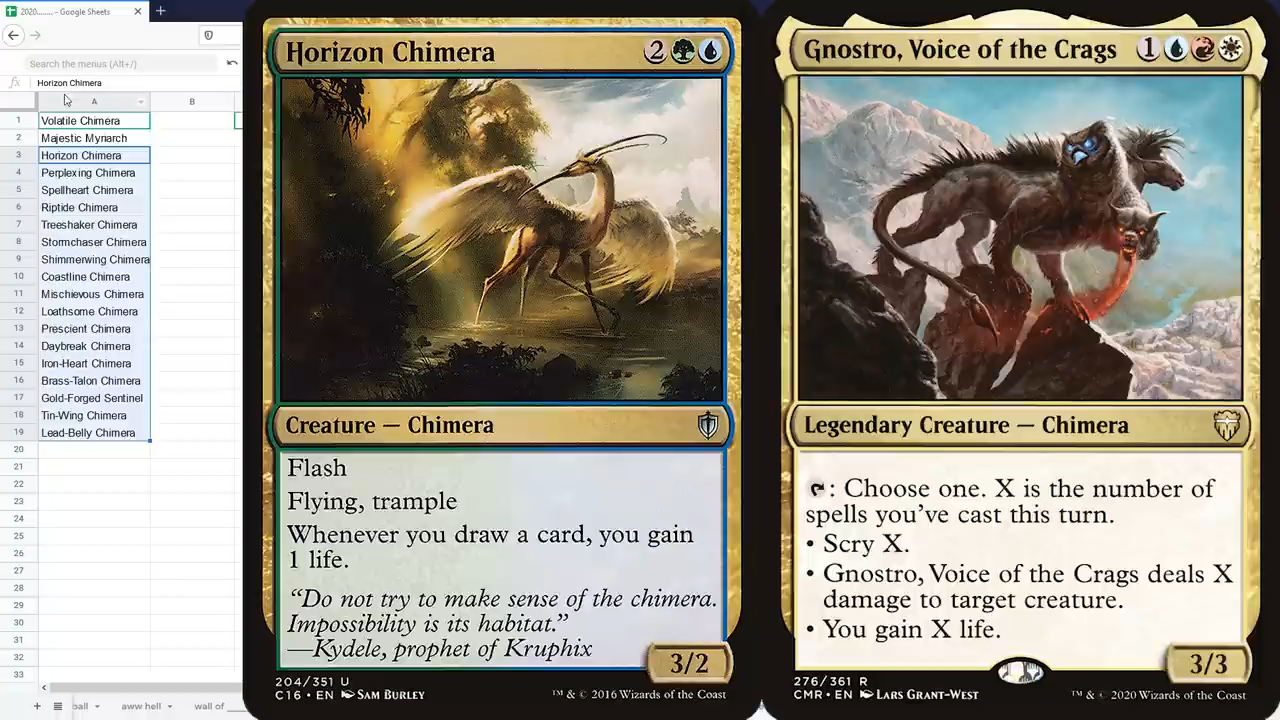 2020........ - Google Sheets
Search the menus (Alt+/)
fx Horizon Chimera
A B
1 Volatile Chimera
2 Majestic Myriarch
3 Horizon Chimera
4 Perplexing Chimera
5 Spellheart Chimera
6 Riptide Chimera
7 Treeshaker Chimera
8 Stormchaser Chimera
9 Shimmerwing Chimera
10 Coastline Chimera
11 Mischievous Chimera
12 Loathsome Chimera
13 Prescient Chimera
14 Daybreak Chimera
15 Iron-Heart Chimera
16 Brass-Talon Chimera
17 Gold-Forged Sentinel
18 Tin-Wing Chimera
19 Lead-Belly Chimera
20
21
22
23
24
25
26
27
28
29
30
31
32
33
aww hell
wall of ___
Horizon Chimera 2
Creature — Chimera
Flash
Flying, trample
Whenever you draw a card, you gain
1 life.
“Do not try to make sense of the chimera.
Impossibility is its habitat.”
—Kydele, prophet of Kruphix
3/2
204/351 U
C16 • EN Sam Burley
™ & © 2016 Wizards of the Coast
Gnostro, Voice of the Crags 1
Legendary Creature — Chimera
: Choose one. X is the number of
spells you’ve cast this turn.
• Scry X.
• Gnostro, Voice of the Crags deals X
damage to target creature.
• You gain X life.
3/3
276/361 R
CMR • EN Lars Grant-West
™ & © 2020 Wizards of the Coast